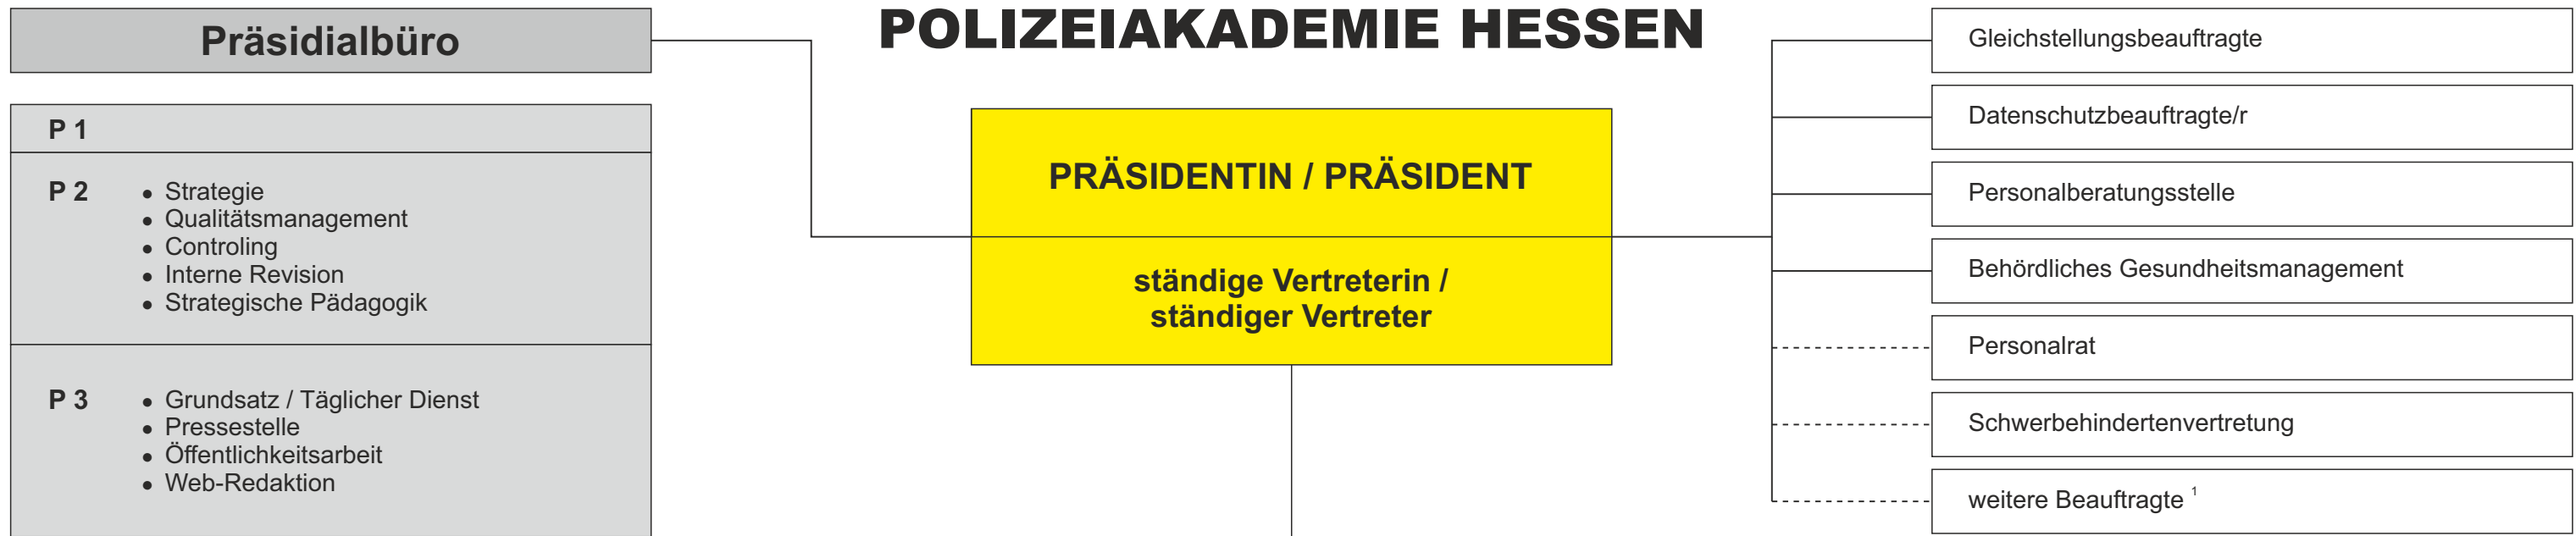 POLIZEIAKADEMIE HESSEN
Präsidialbüro
P 1
P 2
• Strategie
• Qualitätsmanagement
• Controling
• Interne Revision
• Strategische Pädagogik
P 3
• Grundsatz / Täglicher Dienst
• Pressestelle
• Öffentlichkeitsarbeit
• Web-Redaktion
PRÄSIDENTIN / PRÄSIDENT
ständige Vertreterin /
ständiger Vertreter
Gleichstellungsbeauftragte
Datenschutzbeauftragte/r
Personalberatungsstelle
Behördliches Gesundheitsmanagement
Personalrat
Schwerbehindertenvertretung
weitere Beauftragte ¹